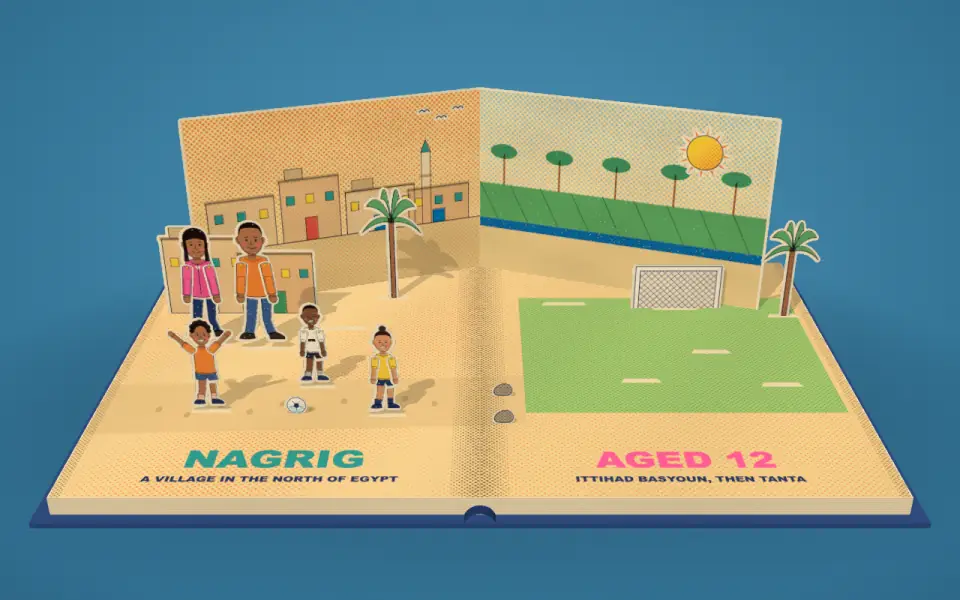 NAGRIG
A VILLAGE IN THE NORTH OF EGYPT
AGED 12
ITTIHAD BASYOUN, THEN TANTA